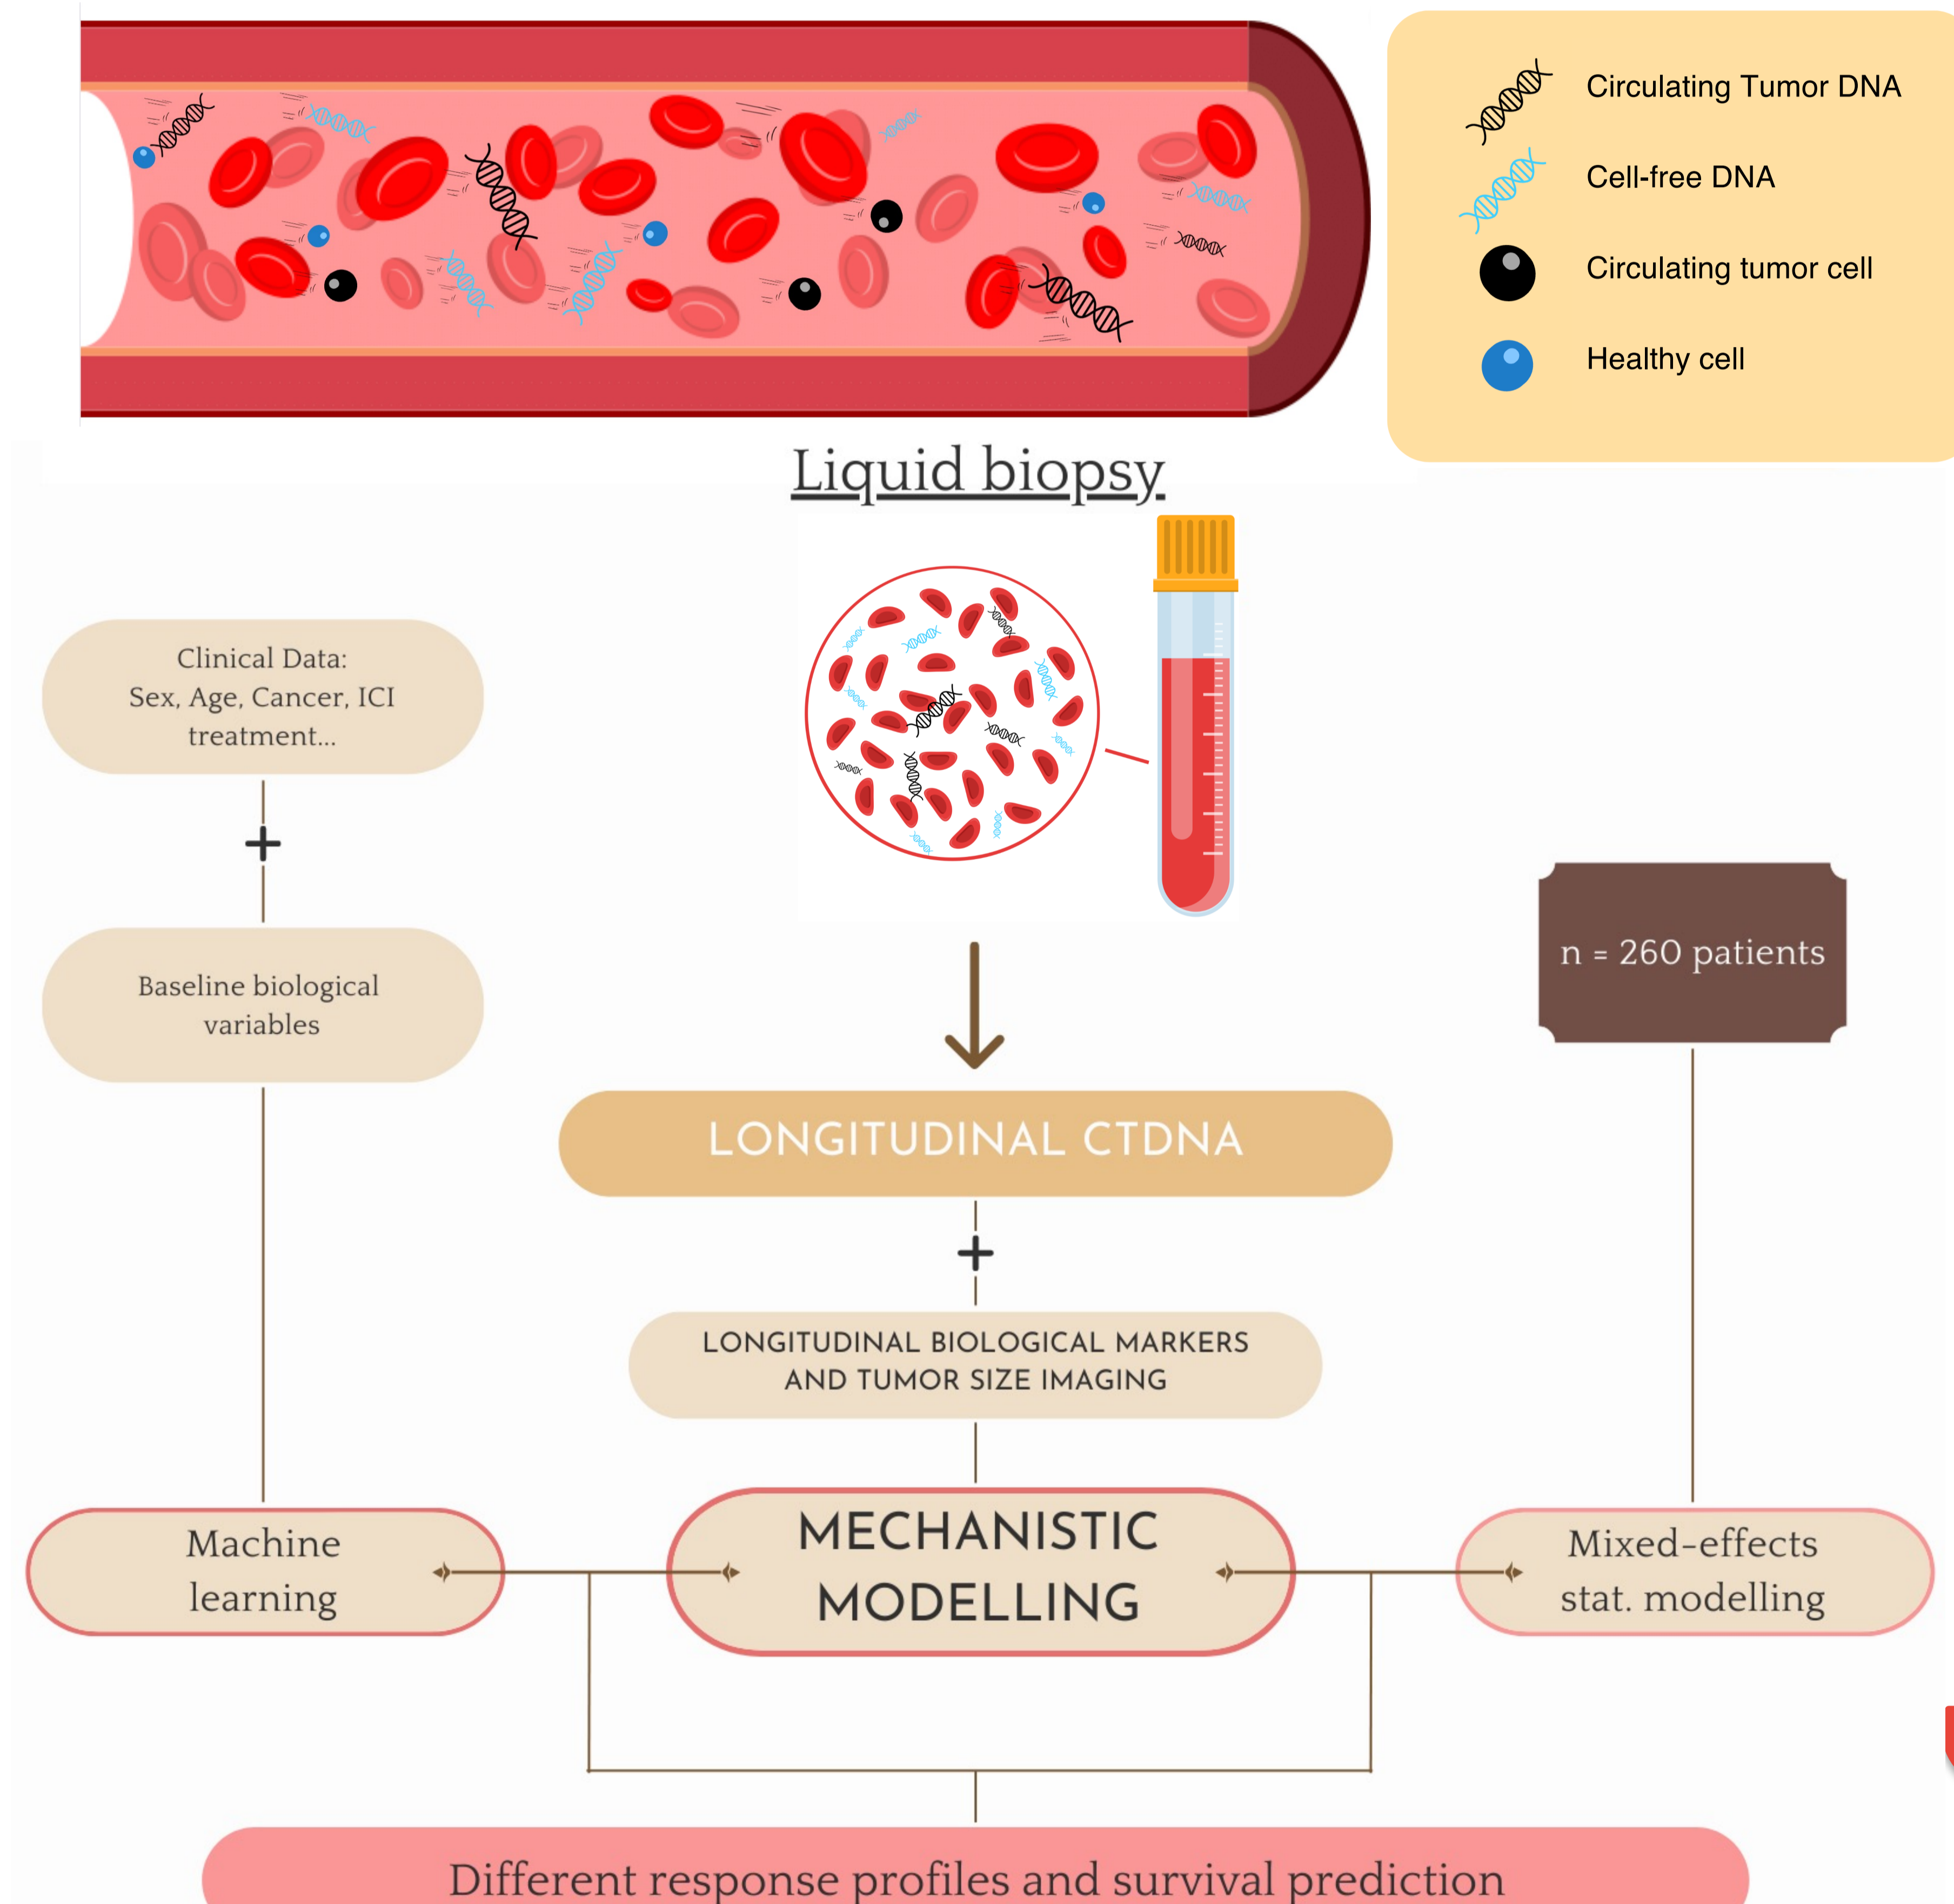 Circulating Tumor DNA
Cell-free DNA
Circulating tumor cell
Healthy cell
Liquid biopsy
Clinical Data:
Sex, Age, Cancer, ICI
treatment...
Baseline biological
variables
n = 260 patients
LONGITUDINAL CTDNA
LONGITUDINAL BIOLOGICAL MARKERS
AND TUMOR SIZE IMAGING
Machine
learning
MECHANISTIC
MODELLING
Mixed-effects
stat. modelling
Different response profiles and survival prediction